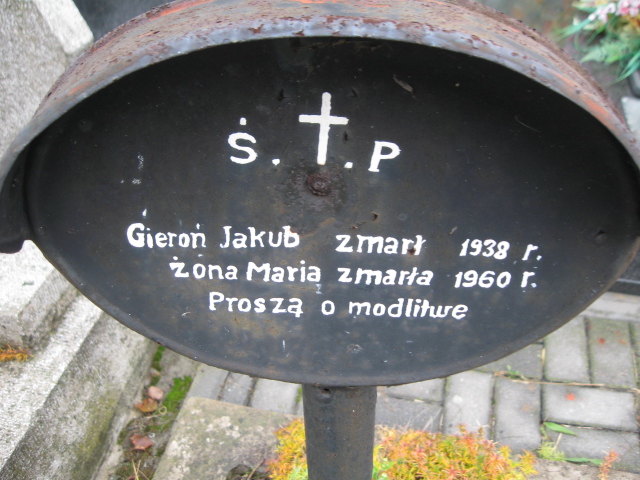 Ś. † .P
Gieroń Jakub zmarł 1938 r.
żona Maria zmarła 1960 r.
Proszą o modlitwę